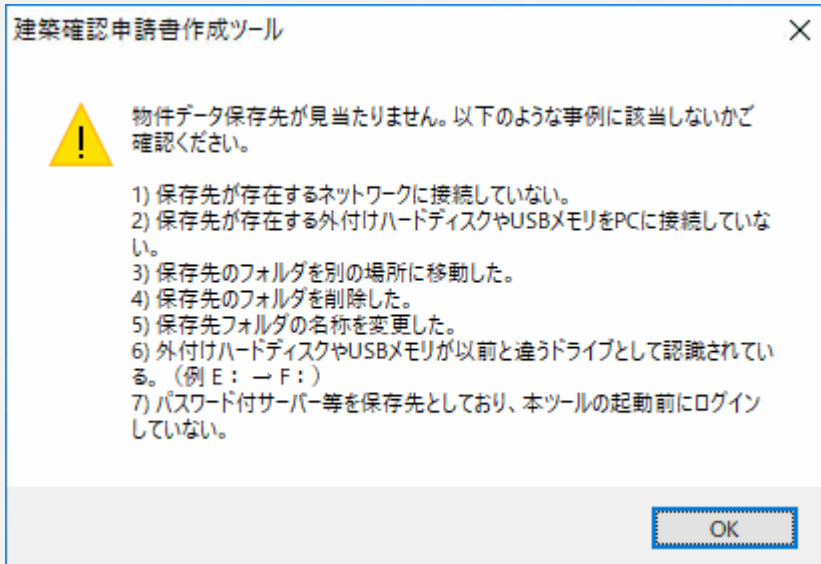 建築確認申請書作成ツール
物件データ保存先が見当たりません。以下のような事例に該当しないかご
確認ください。
1) 保存先が存在するネットワークに接続していない。
2) 保存先が存在する外付けハードディスクやUSBメモリをPCに接続していな
い。
3) 保存先のフォルダを別の場所に移動した。
4) 保存先のフォルダを削除した。
5) 保存先フォルダの名称を変更した。
6) 外付けハードディスクやUSBメモリが以前と違うドライブとして認識されてい
る。（例 E： → F：）
7) パスワード付サーバー等を保存先としており、本ツールの起動前にログイン
していない。
OK